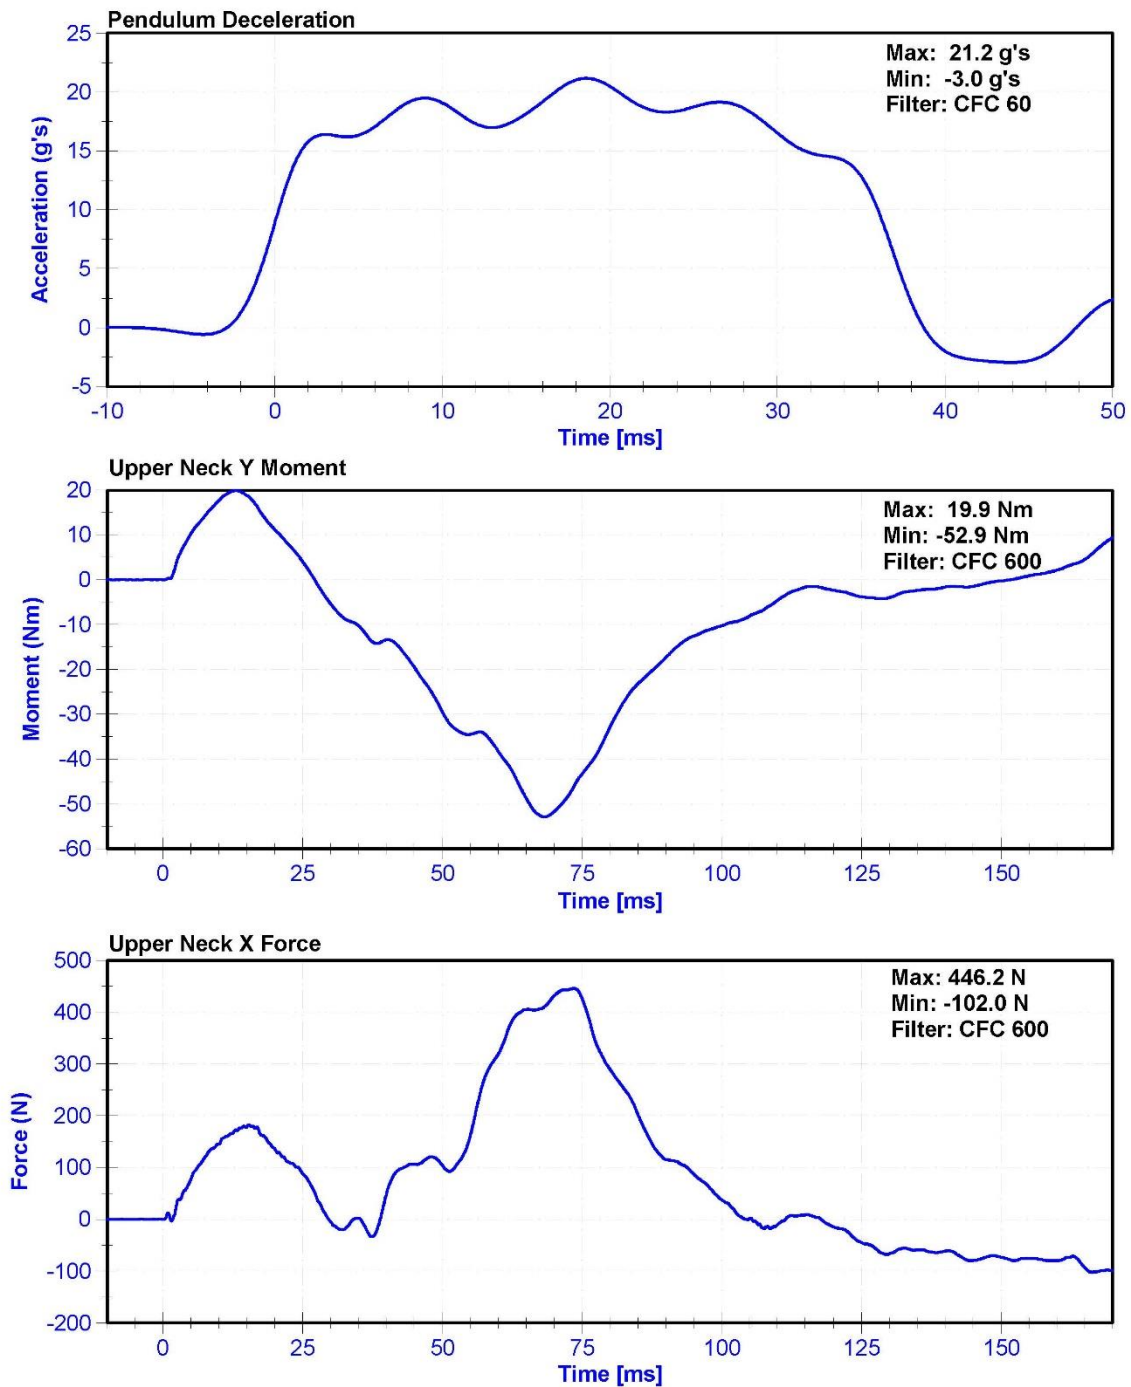 Pendulum Deceleration
25
20
15
10
5
0
-5
Acceleration (g's)
Max: 21.2 g's
Min: -3.0 g's
Filter: CFC 60
-10 0 10 20 30 40 50
Time [ms]
Upper Neck Y Moment
20
10
0
-10
-20
-30
-40
-50
-60
Moment (Nm)
Max: 19.9 Nm
Min: -52.9 Nm
Filter: CFC 600
0 25 50 75 100 125 150
Time [ms]
Upper Neck X Force
500
400
300
200
100
0
-100
-200
Force (N)
Max: 446.2 N
Min: -102.0 N
Filter: CFC 600
0 25 50 75 100 125 150
Time [ms]